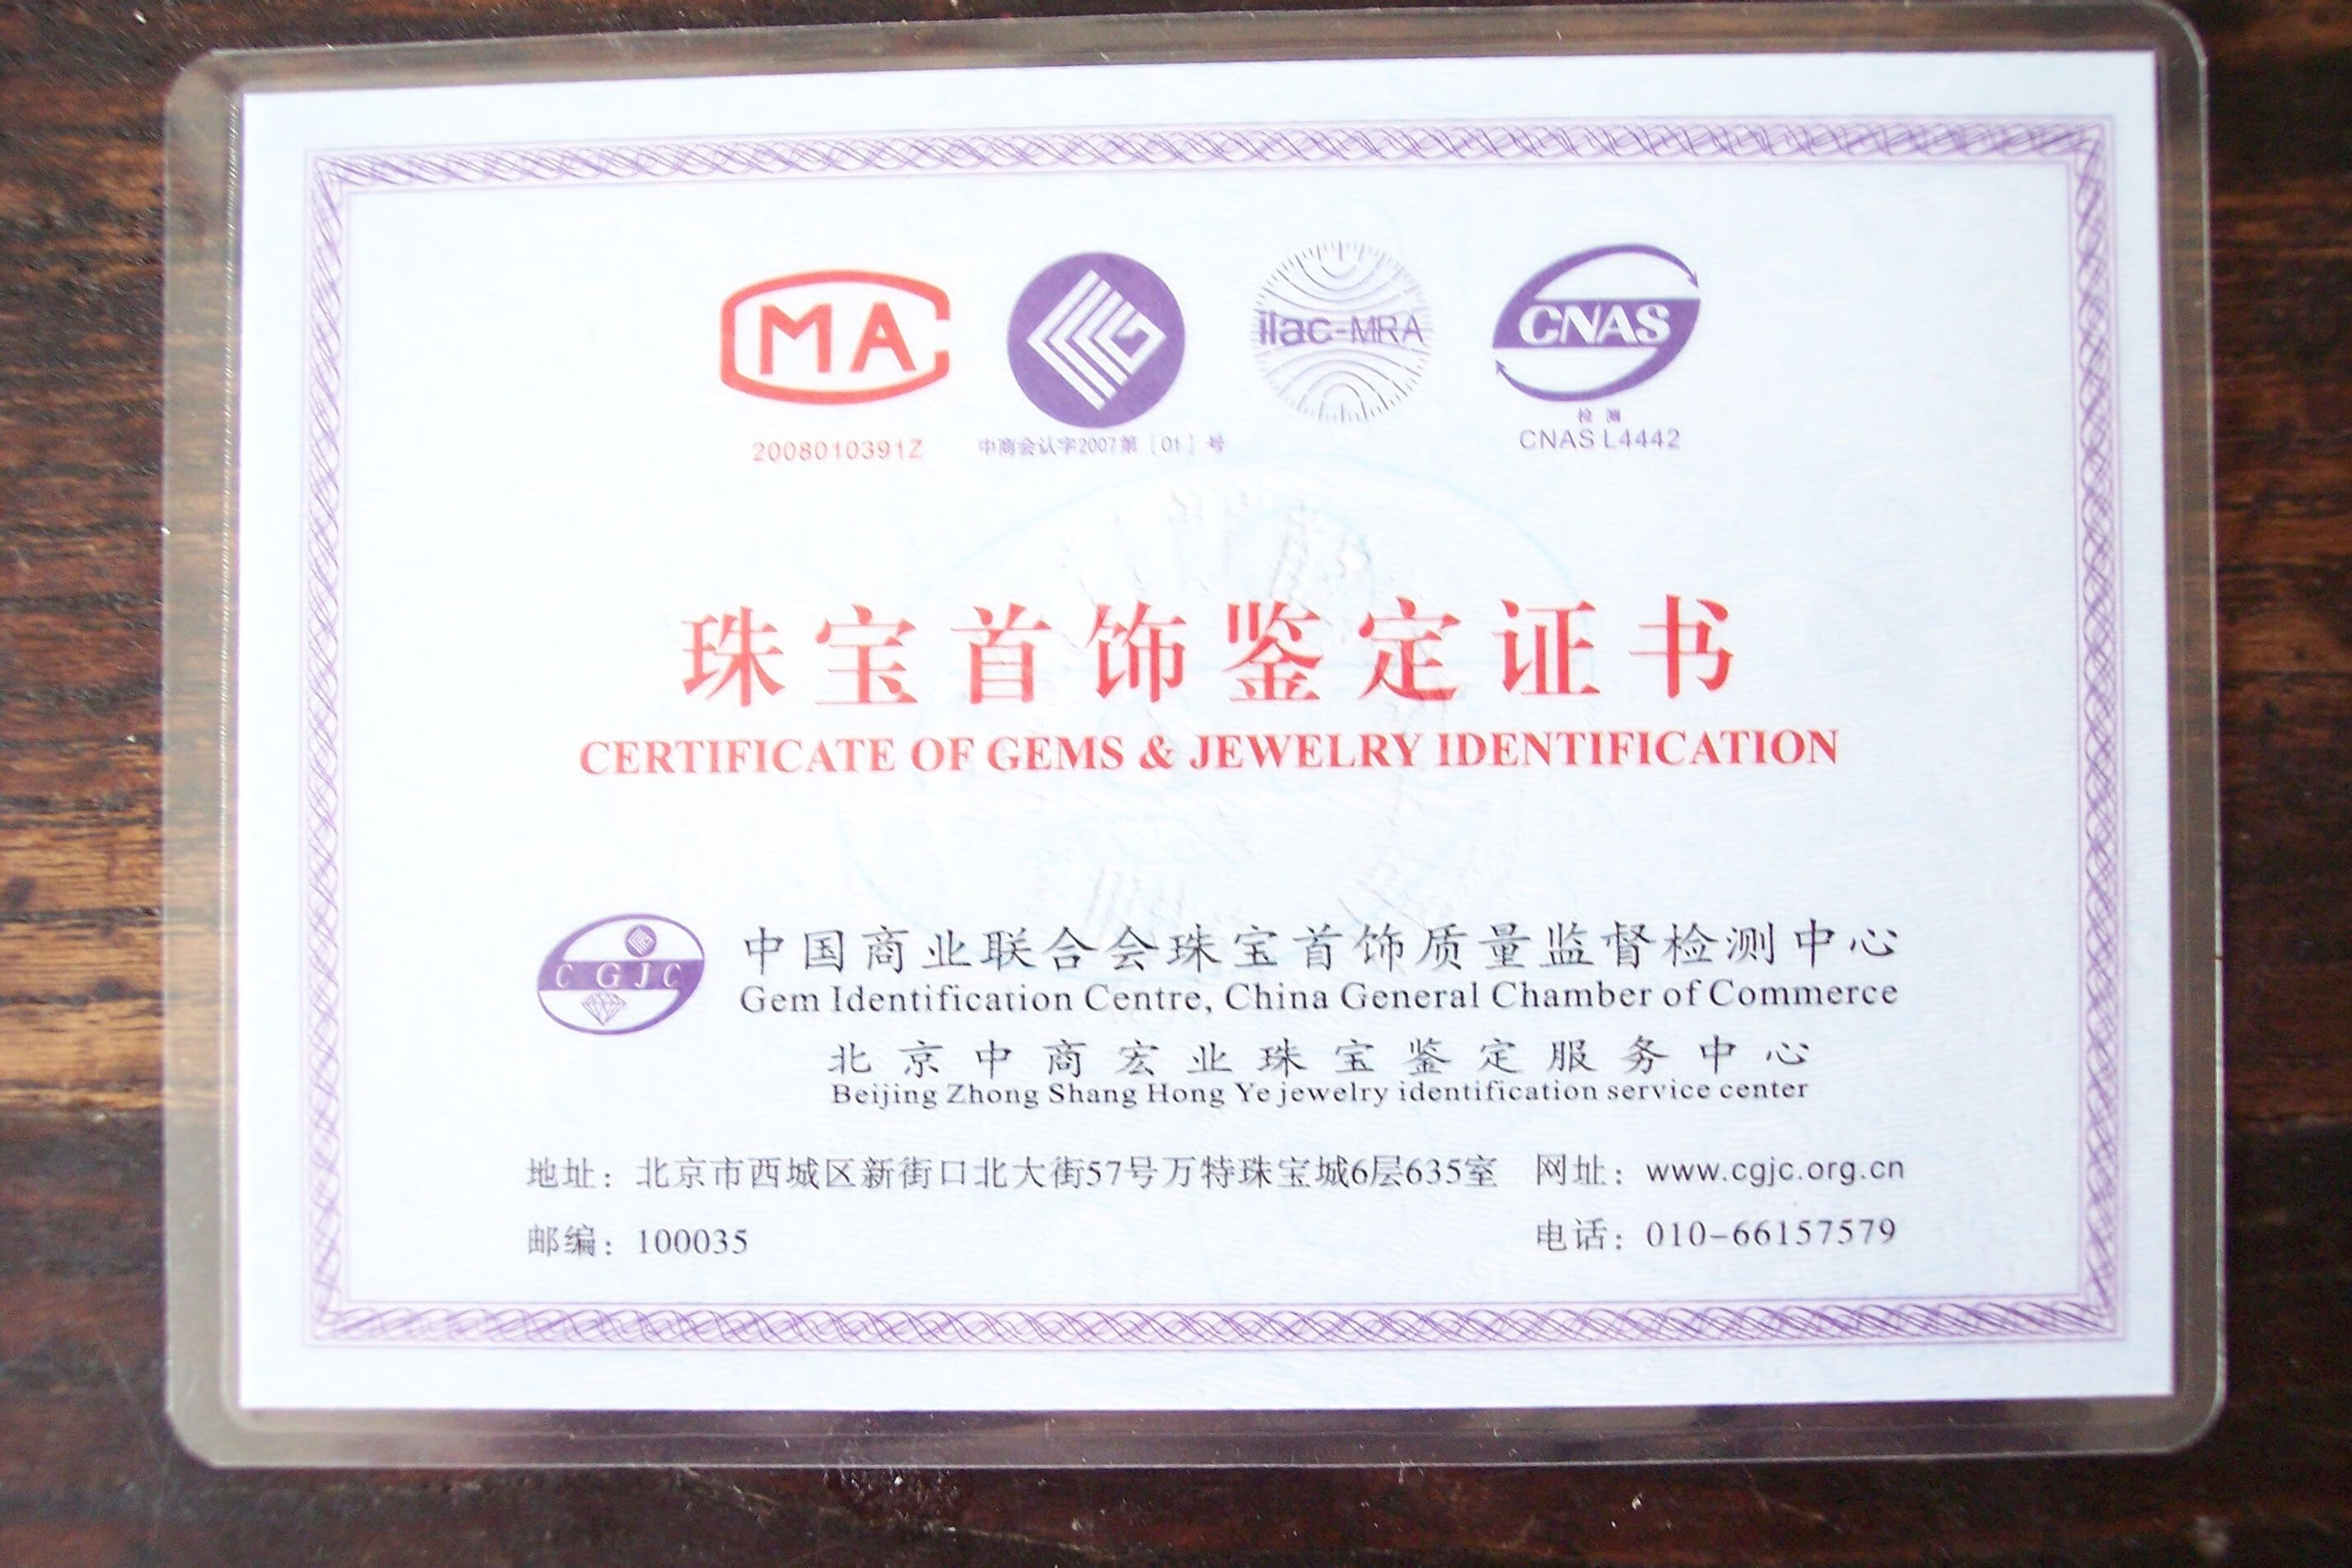 MA
ilac-MRA
CNAS
2008010391Z
中商会认字2007第［01］号
检测
CNAS L4442
珠宝首饰鉴定证书
CERTIFICATE OF GEMS & JEWELRY IDENTIFICATION
CGJC
中国商业联合会珠宝首饰质量监督检测中心
Gem Identification Centre, China General Chamber of Commerce
北京中商宏业珠宝鉴定服务中心
Beijing Zhong Shang Hong Ye jewelry identification service center
地址：北京市西城区新街口北大街57号万特珠宝城6层635室 网址：www.cgjc.org.cn
邮编：100035 电话：010-66157579